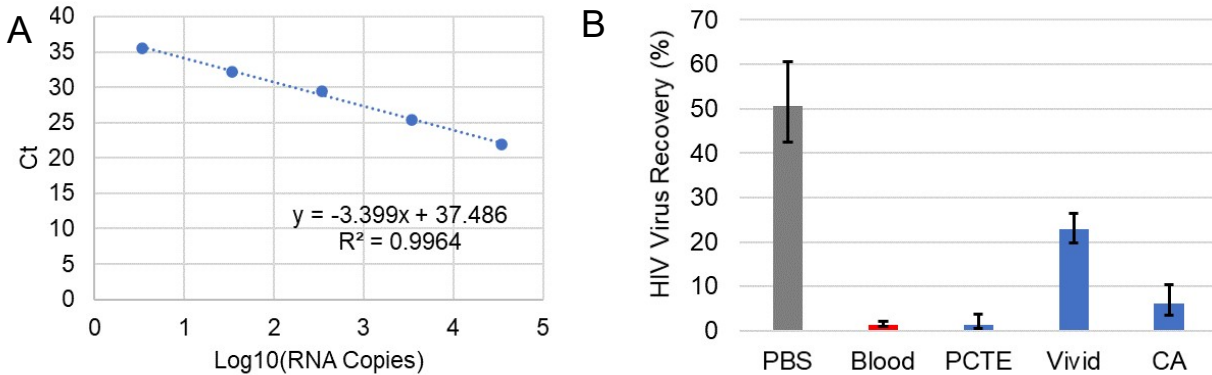 A
40
35
30
25
20
15
10
5
0
Ct
y = -3.399x + 37.486
R² = 0.9964
0 1 2 3 4 5
Log10(RNA Copies)
B
70
60
50
40
30
20
10
0
HIV Virus Recovery (%)
PBS Blood PCTE Vivid CA